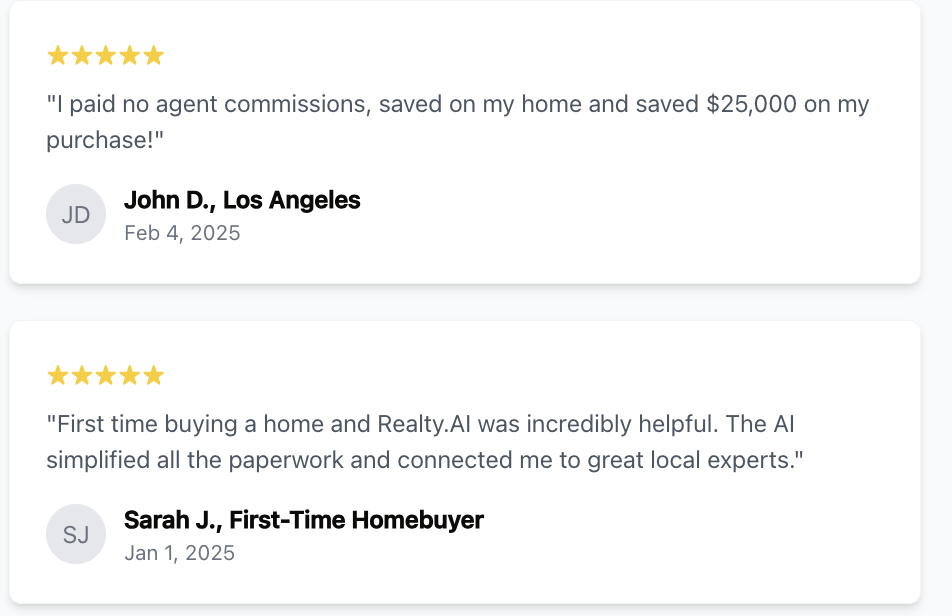 "I paid no agent commissions, saved on my home and saved $25,000 on my
purchase!"
JD
John D., Los Angeles
Feb 4, 2025
"First time buying a home and Realty.AI was incredibly helpful. The AI
simplified all the paperwork and connected me to great local experts."
SJ
Sarah J., First-Time Homebuyer
Jan 1, 2025